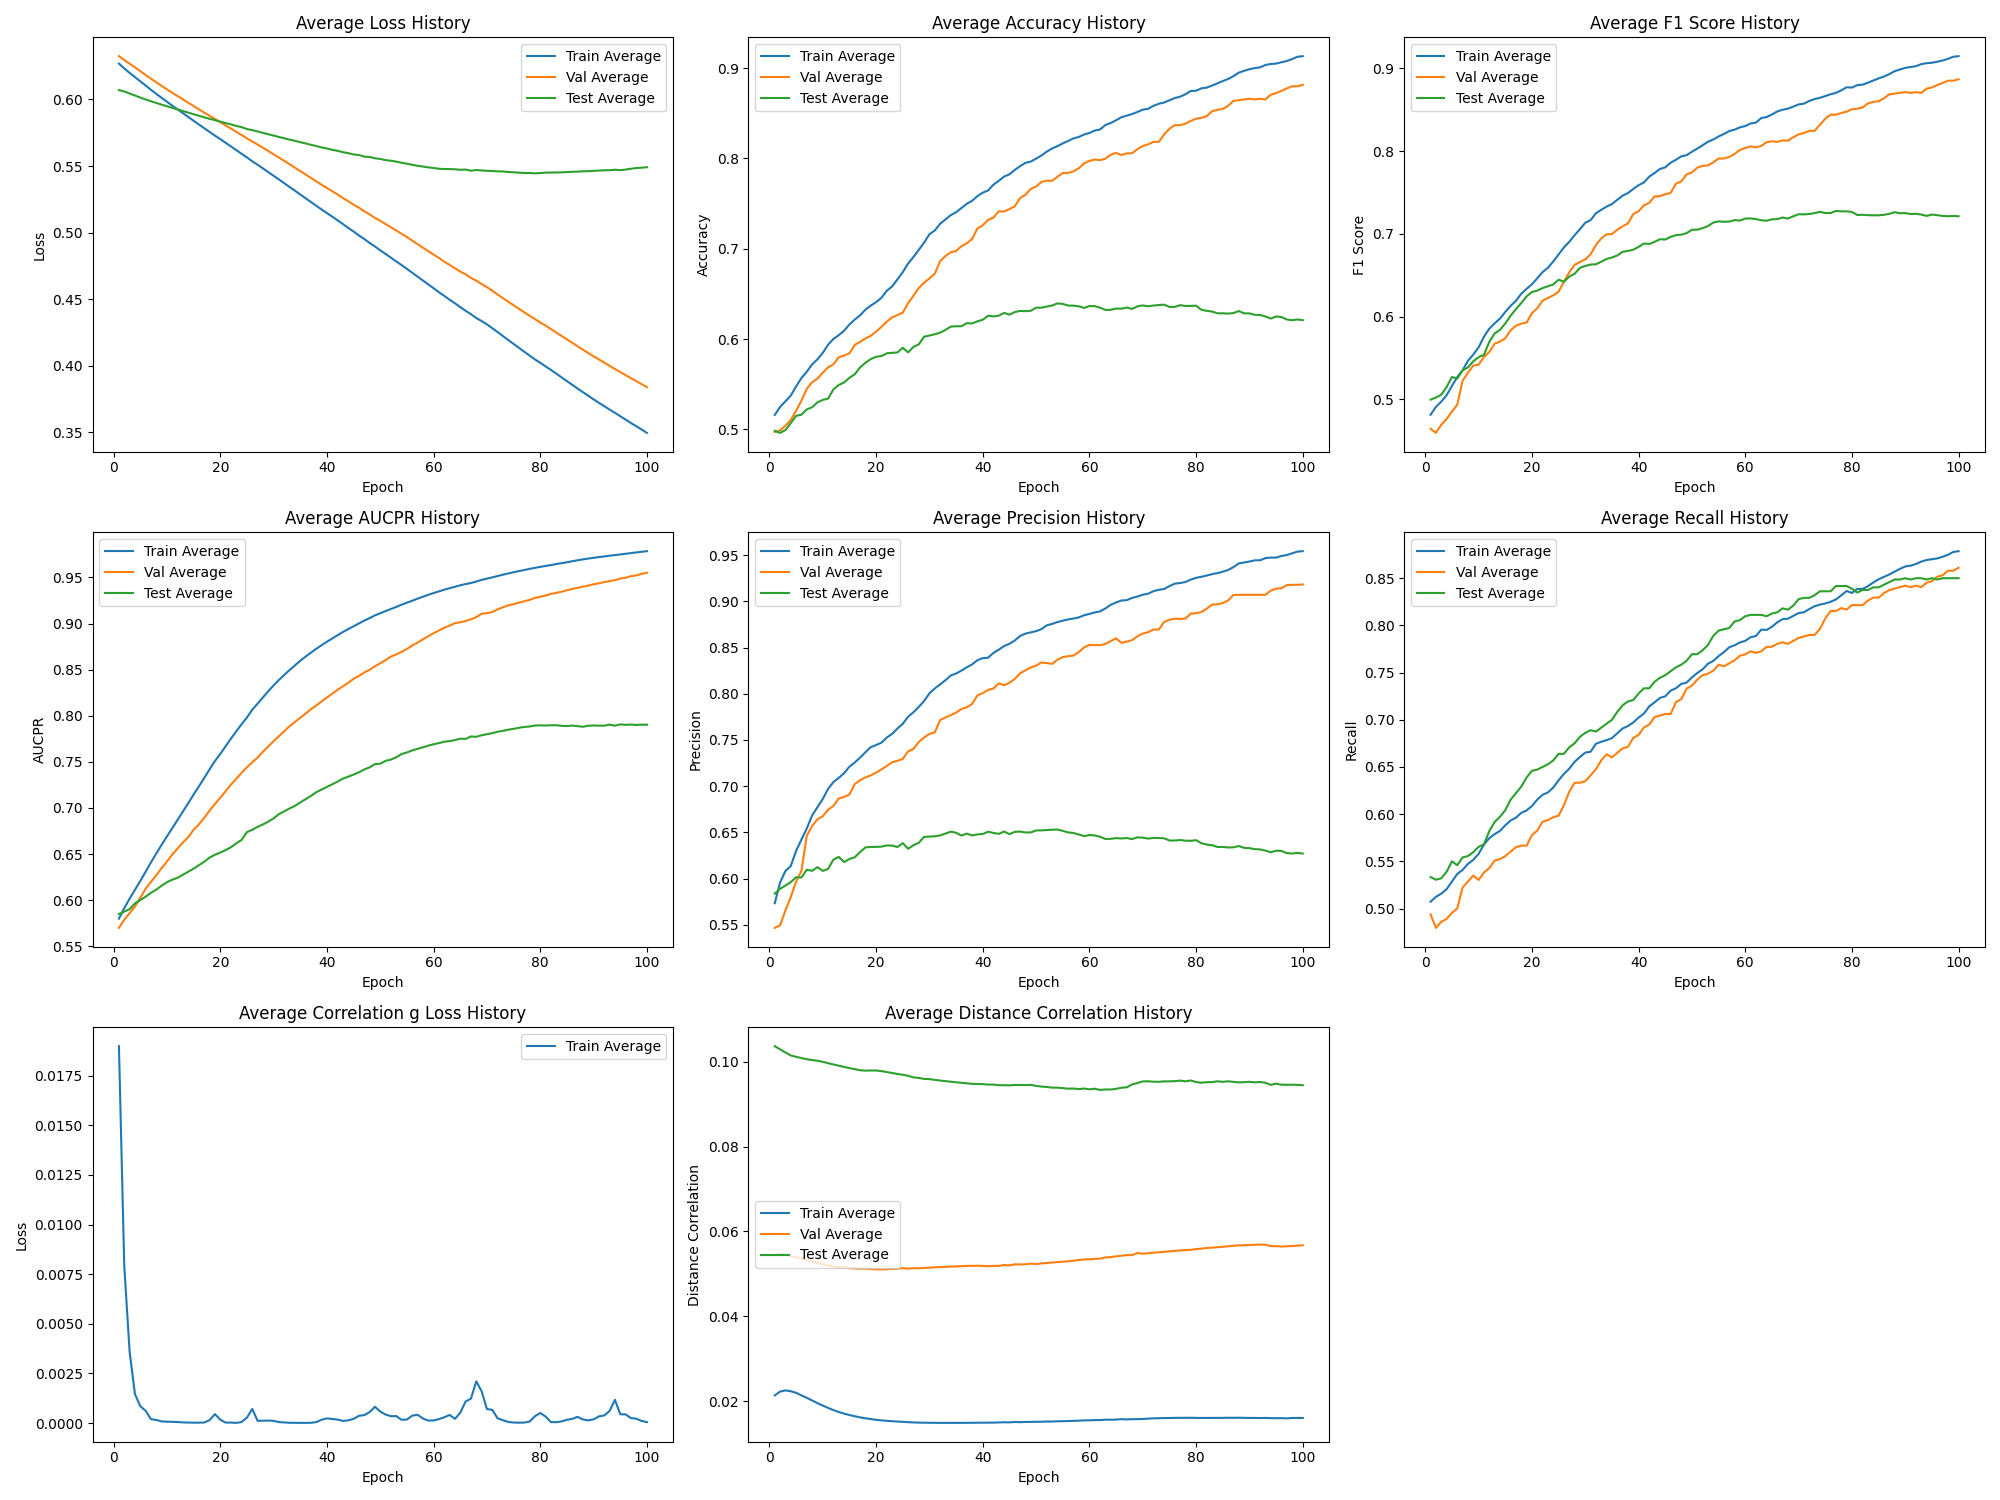 Average Loss History
Train Average
Val Average
Test Average
0.60
0.55
0.50
0.45
0.40
0.35
Loss
0 20 40 60 80 100
Epoch
Average Accuracy History
Train Average
Val Average
Test Average
0.9
0.8
0.7
0.6
0.5
Accuracy
0 20 40 60 80 100
Epoch
Average F1 Score History
Train Average
Val Average
Test Average
0.9
0.8
0.7
0.6
0.5
F1 Score
0 20 40 60 80 100
Epoch
Average AUCPR History
Train Average
Val Average
Test Average
0.95
0.90
0.85
0.80
0.75
0.70
0.65
0.60
0.55
AUCPR
0 20 40 60 80 100
Epoch
Average Precision History
Train Average
Val Average
Test Average
0.95
0.90
0.85
0.80
0.75
0.70
0.65
0.60
0.55
Precision
0 20 40 60 80 100
Epoch
Average Recall History
Train Average
Val Average
Test Average
0.85
0.80
0.75
0.70
0.65
0.60
0.55
0.50
Recall
0 20 40 60 80 100
Epoch
Average Correlation g Loss History
Train Average
0.0175
0.0150
0.0125
0.0100
0.0075
0.0050
0.0025
0.0000
Loss
0 20 40 60 80 100
Epoch
Average Distance Correlation History
Train Average
Val Average
Test Average
0.10
0.08
0.06
0.04
0.02
Distance Correlation
0 20 40 60 80 100
Epoch